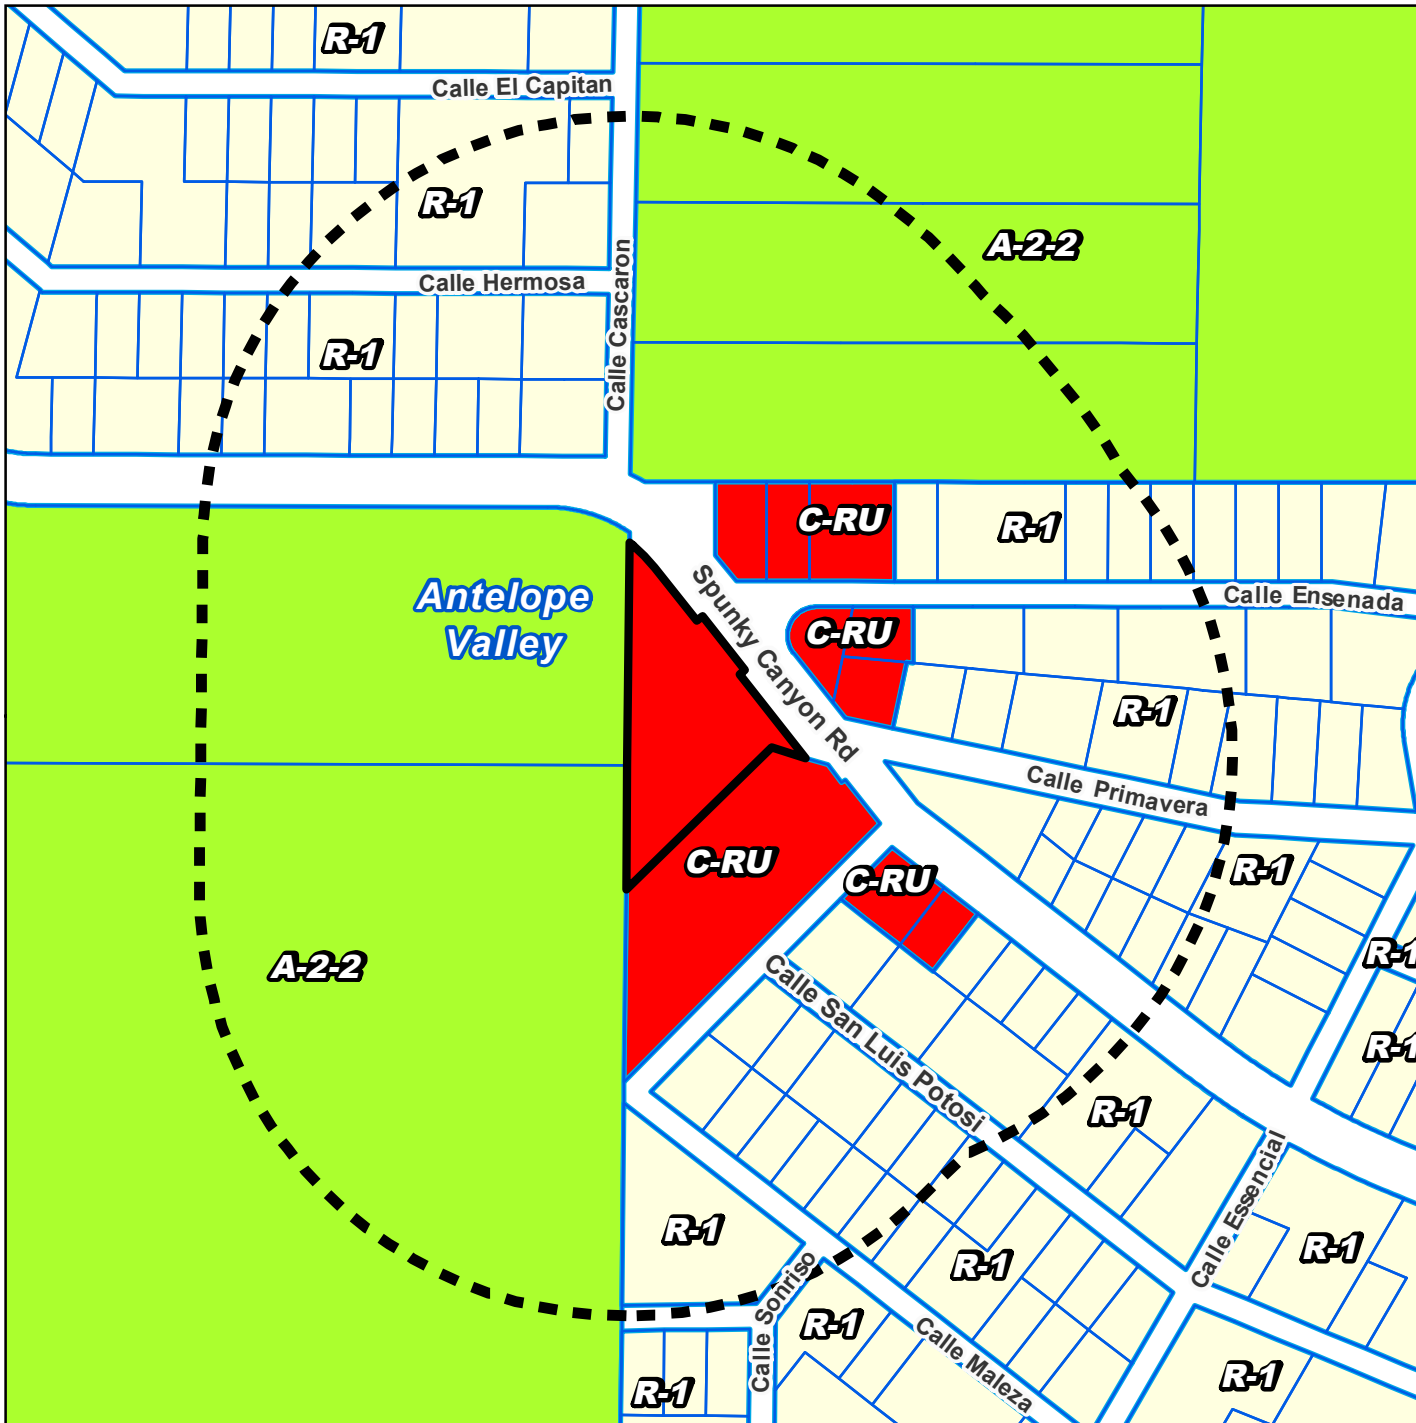 R-1
Calle El Capitan
R-1
A-2-2
Calle Hermosa
Calle Cascaron
R-1
C-RU
R-1
Antelope
Valley
Spunky Canyon Rd
Calle Ensenada
C-RU
R-1
Calle Primavera
C-RU
C-RU
R-1
R-1
A-2-2
Calle San Luis Potosi
R-1
R-1
Calle Essencial
R-1
R-1
R-1
Calle Sonriso
R-1
Calle Maleza
R-1
R-1